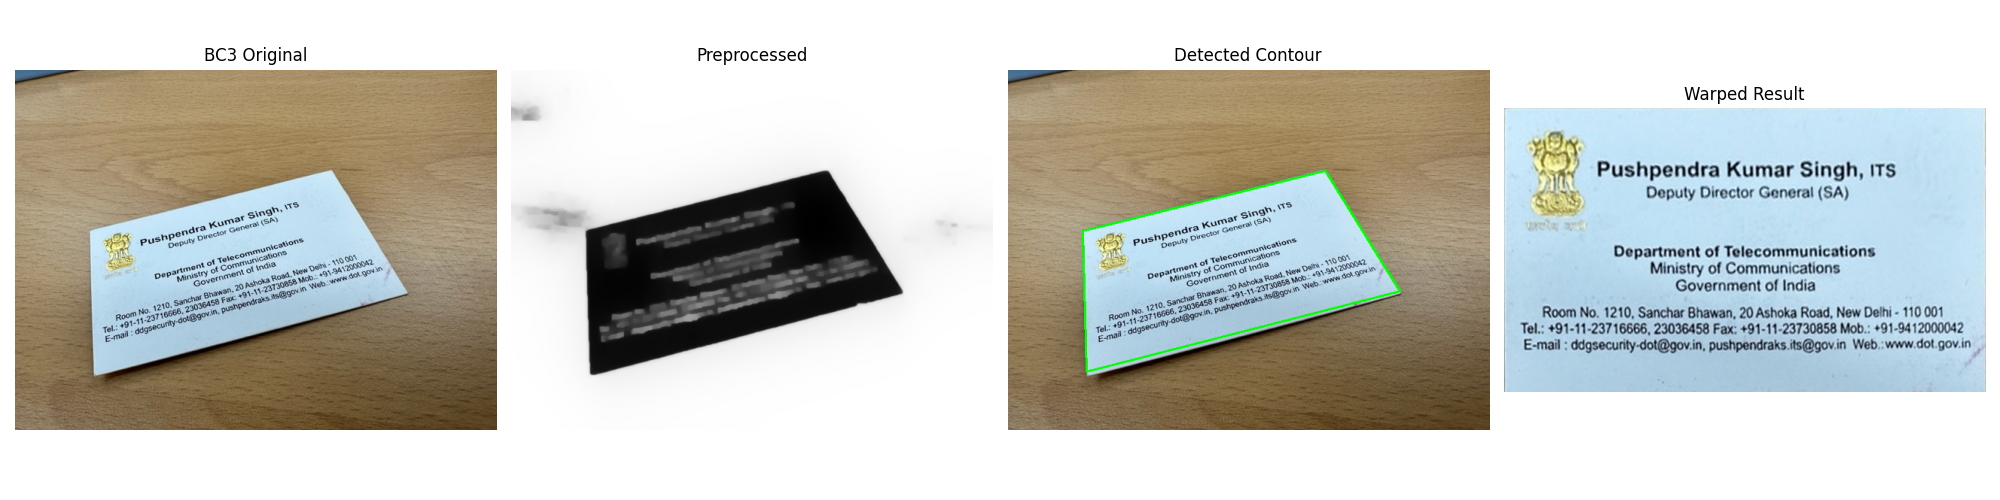 BC3 Original
Pushpendra Kumar Singh, ITS
Deputy Director General (SA)
Department of Telecommunications
Ministry of Communications
Government of India
Room No. 1210, Sanchar Bhawan, 20 Ashoka Road, New Delhi - 110 001
Tel.: +91-11-23716666, 23036458 Fax: +91-11-23730858 Mob.: +91-9412000042
E-mail : ddgsecurity-dot@gov.in, pushpendraks.its@gov.in Web.:www.dot.gov.in
Preprocessed
Detected Contour
Pushpendra Kumar Singh, ITS
Deputy Director General (SA)
Department of Telecommunications
Ministry of Communications
Government of India
Room No. 1210, Sanchar Bhawan, 20 Ashoka Road, New Delhi - 110 001
Tel.: +91-11-23716666, 23036458 Fax: +91-11-23730858 Mob.: +91-9412000042
E-mail : ddgsecurity-dot@gov.in, pushpendraks.its@gov.in Web.:www.dot.gov.in
Warped Result
Pushpendra Kumar Singh, ITS
Deputy Director General (SA)
Department of Telecommunications
Ministry of Communications
Government of India
Room No. 1210, Sanchar Bhawan, 20 Ashoka Road, New Delhi - 110 001
Tel.: +91-11-23716666, 23036458 Fax: +91-11-23730858 Mob.: +91-9412000042
E-mail : ddgsecurity-dot@gov.in, pushpendraks.its@gov.in Web.:www.dot.gov.in